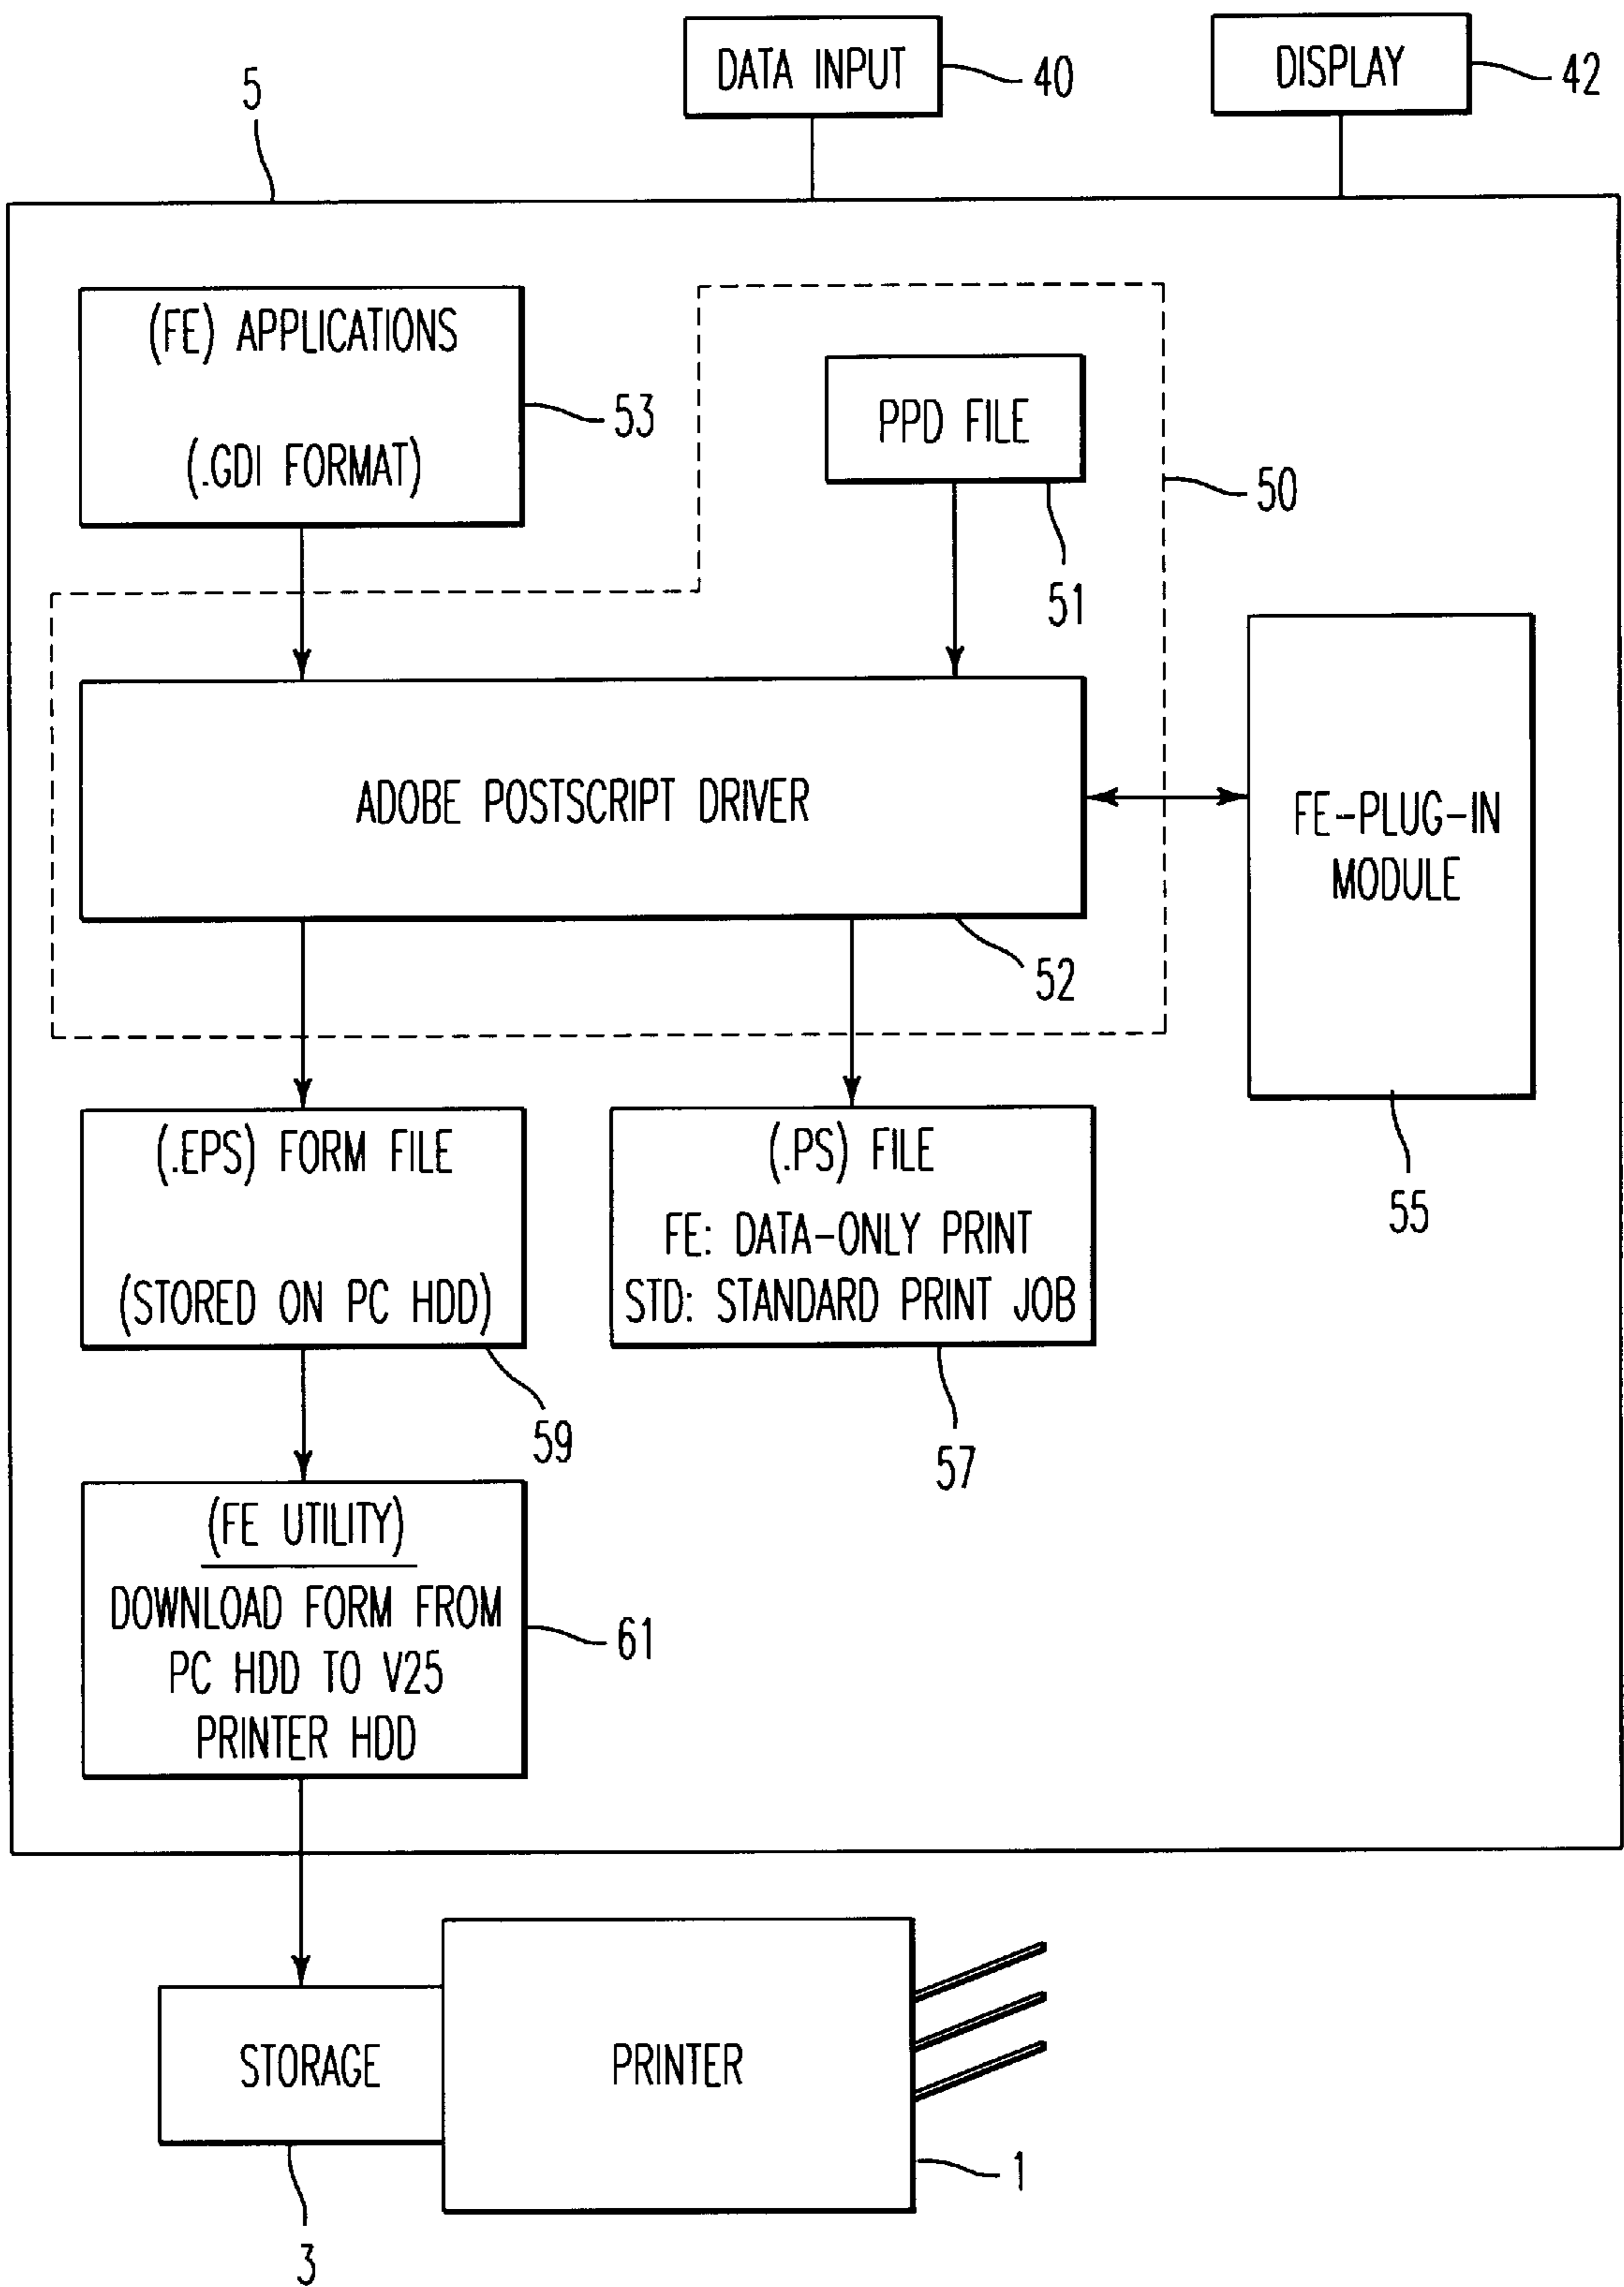 DATA INPUT
40
DISPLAY
42
5
(FE) APPLICATIONS
(.GDI FORMAT)
53
PPD FILE
51
50
ADOBE POSTSCRIPT DRIVER
52
FE-PLUG-IN
MODULE
55
(.EPS) FORM FILE
(STORED ON PC HDD)
59
(.PS) FILE
FE: DATA-ONLY PRINT
STD: STANDARD PRINT JOB
57
(FE UTILITY)
DOWNLOAD FORM FROM
PC HDD TO V25
PRINTER HDD
61
STORAGE
3
PRINTER
1